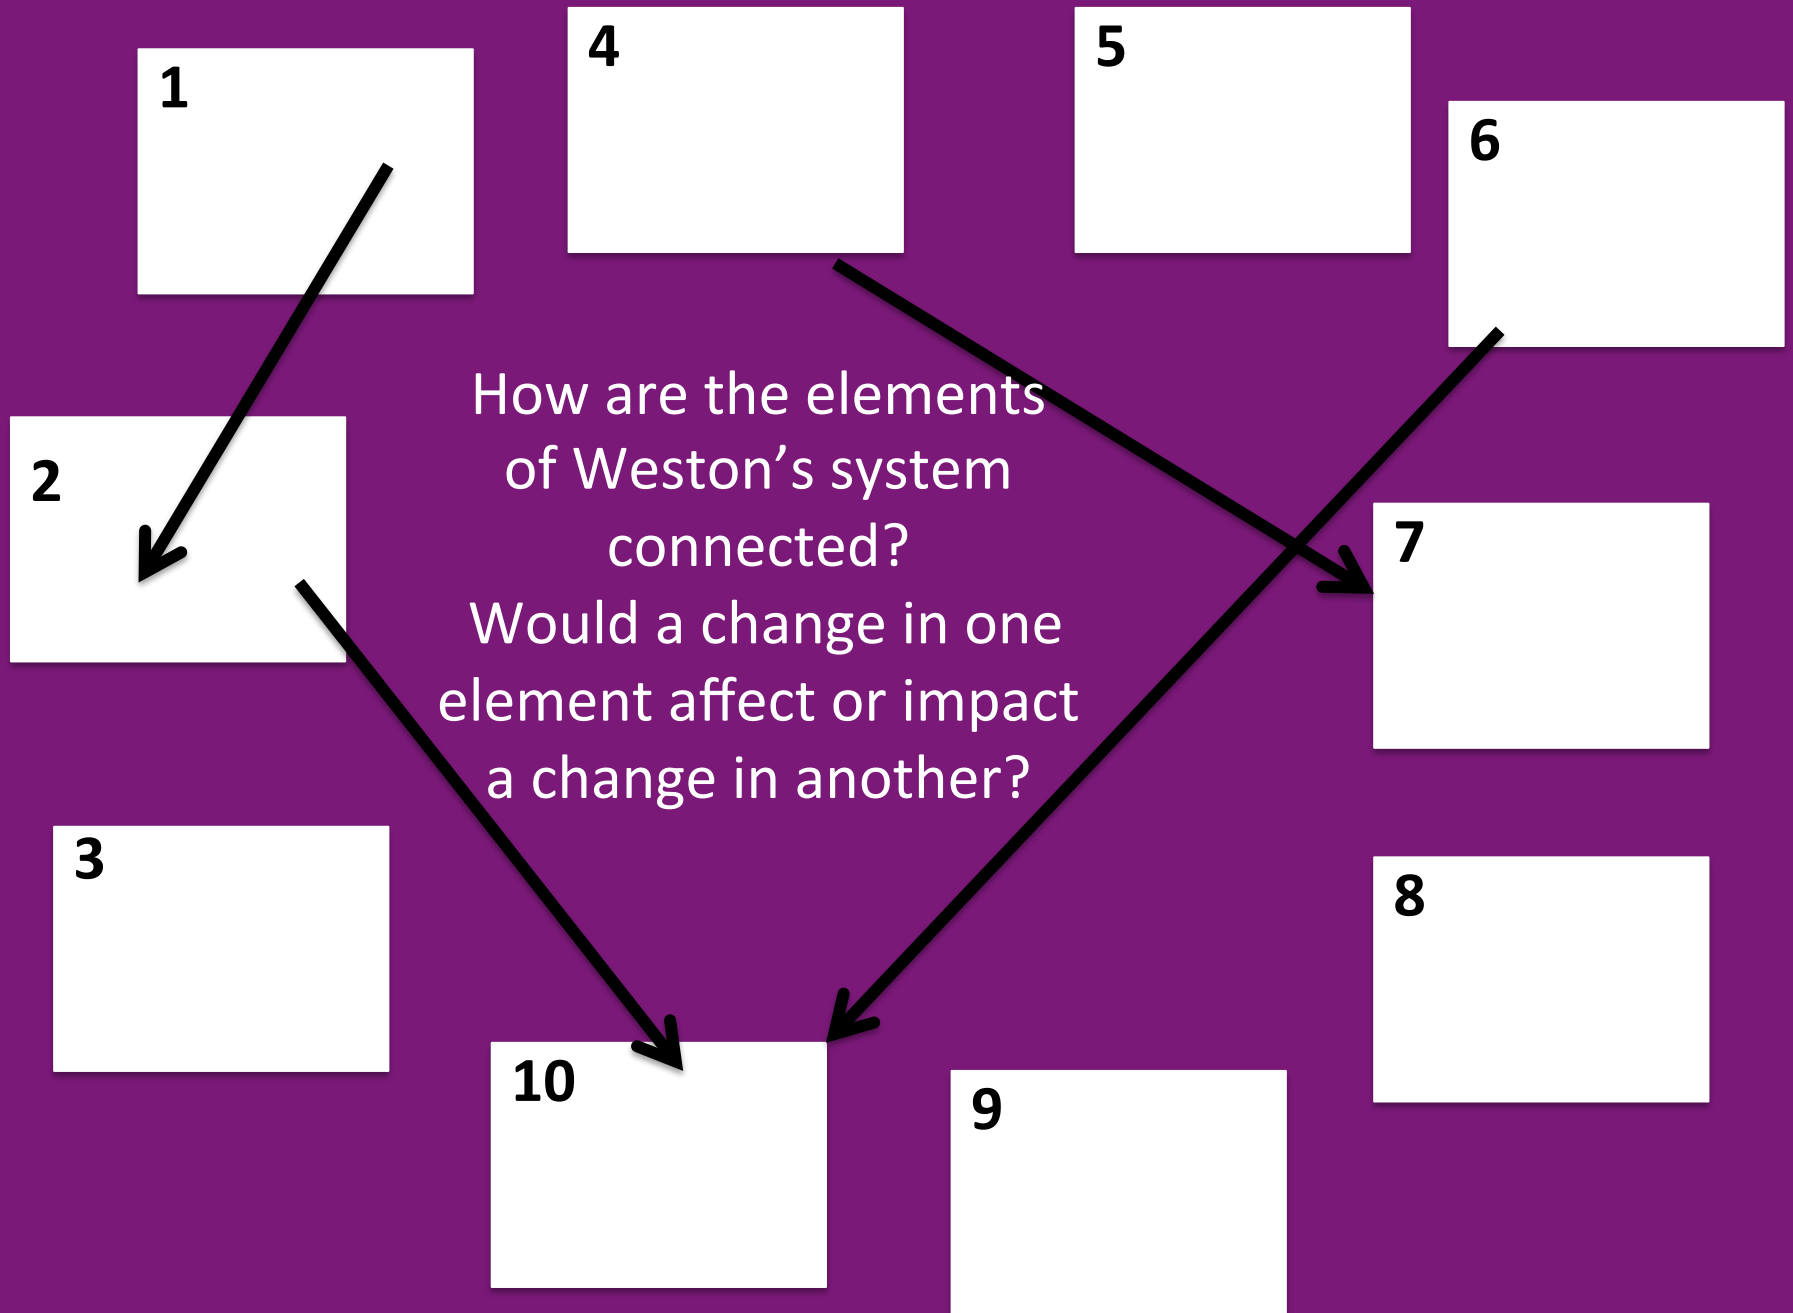 1
4
5
6
How are the elements
of Weston’s system
connected?
Would a change in one
element affect or impact
a change in another?
2
7
3
8
10
9